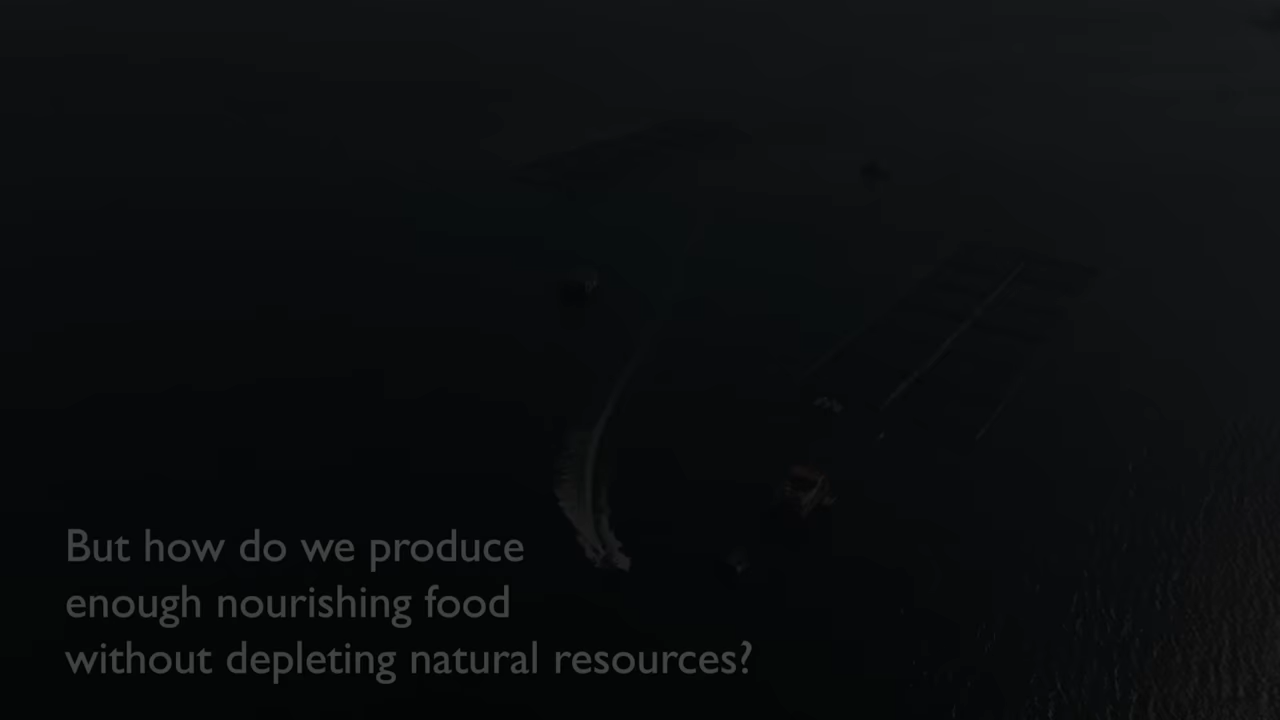 But how do we produce
enough nourishing food
without depleting natural resources?